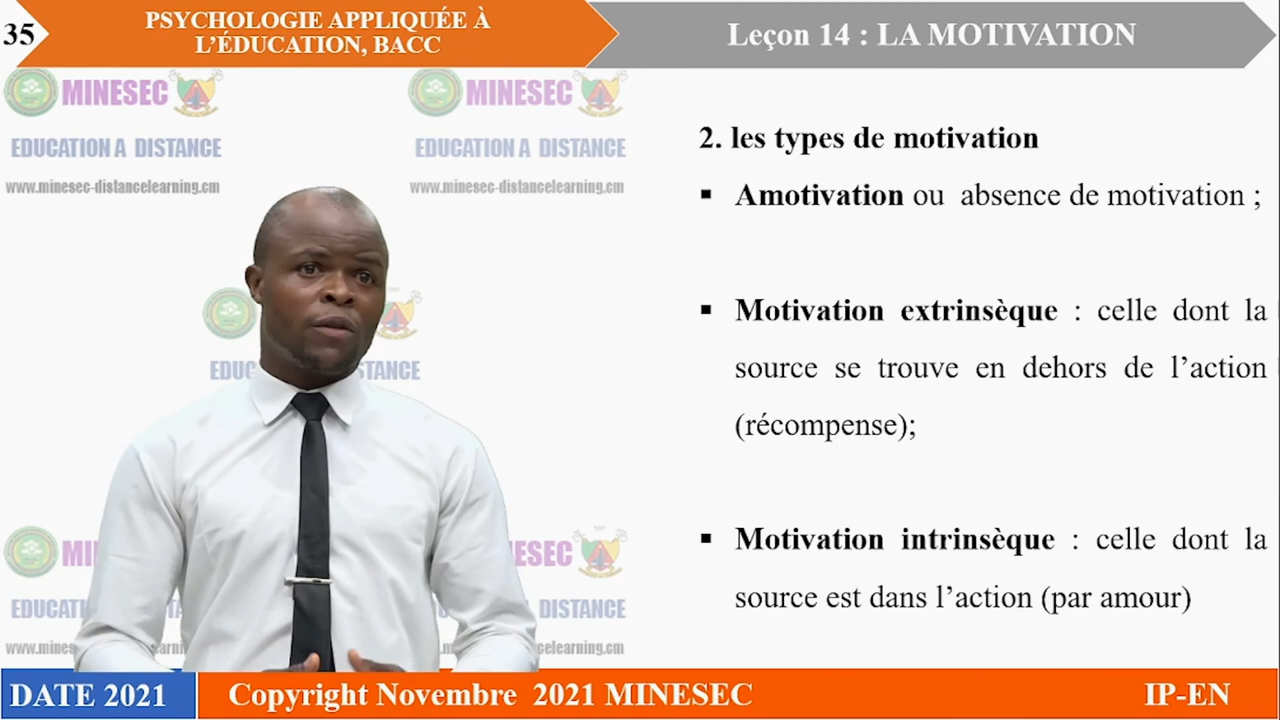 35
PSYCHOLOGIE APPLIQUÉE À
L’ÉDUCATION, BACC
Leçon 14 : LA MOTIVATION
MINESEC
EDUCATION A DISTANCE
www.minesec-distancelearning.cm
MINESEC
EDUCATION A DISTANCE
www.minesec-distancelearning.cm
2. les types de motivation
▪ Amotivation ou absence de motivation ;
▪ Motivation extrinsèque : celle dont la
source se trouve en dehors de l’action
(récompense);
▪ Motivation intrinsèque : celle dont la
source est dans l’action (par amour)
DATE 2021
Copyright Novembre 2021 MINESEC
IP-EN